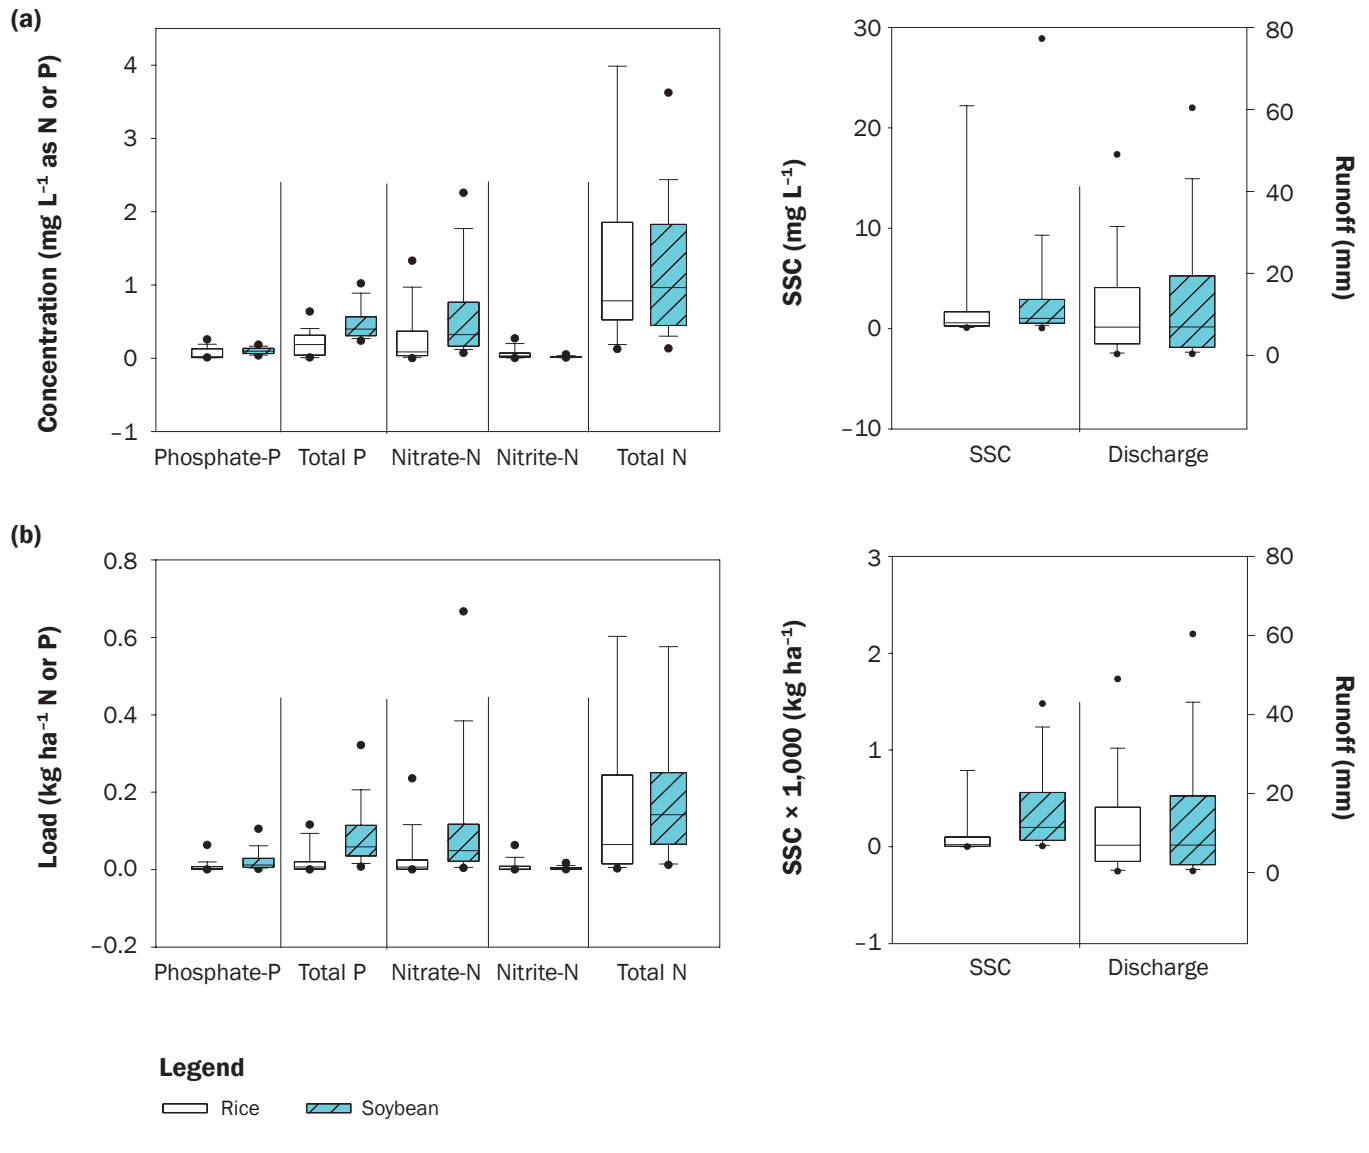 (a)
Concentration (mg L⁻¹ as N or P)
4
3
2
1
0
–1
Phosphate-P Total P Nitrate-N Nitrite-N Total N
SSC (mg L⁻¹)
30
20
10
0
–10
SSC Discharge
80
60
40
20
0
Runoff (mm)
(b)
Load (kg ha⁻¹ N or P)
0.8
0.6
0.4
0.2
0.0
–0.2
Phosphate-P Total P Nitrate-N Nitrite-N Total N
SSC × 1,000 (kg ha⁻¹)
3
2
1
0
–1
SSC Discharge
80
60
40
20
0
Runoff (mm)
Legend
Rice Soybean